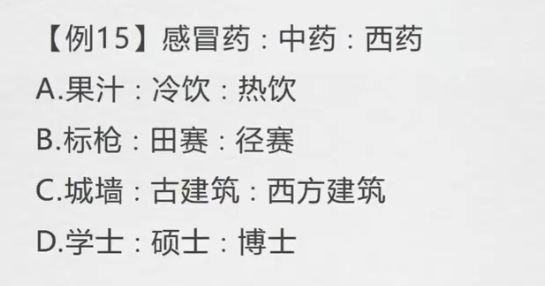 【例15】感冒药：中药：西药
A.果汁：冷饮：热饮
B.标枪：田赛：径赛
C.城墙：古建筑：西方建筑
D.学士：硕士：博士